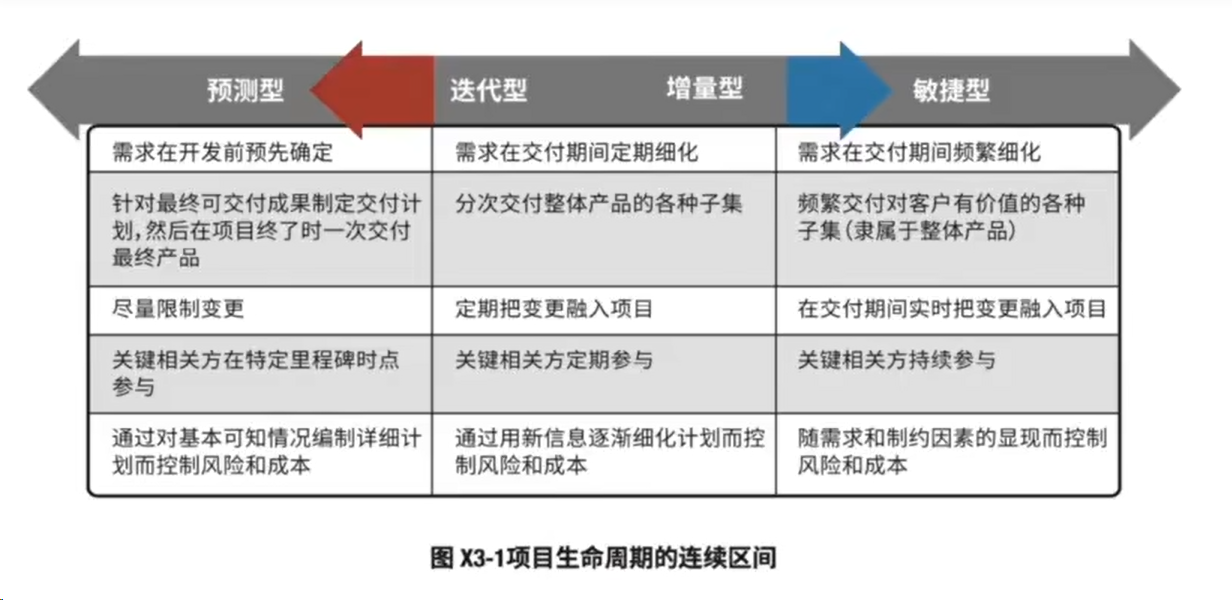 预测型 迭代型 增量型 敏捷型
需求在开发前预先确定
需求在交付期间定期细化
需求在交付期间频繁细化
针对最终可交付成果制定交付计
划，然后在项目终了时一次交付
最终产品
分次交付整体产品的各种子集
频繁交付对客户有价值的各种
子集（隶属于整体产品）
尽量限制变更
定期把变更融入项目
在交付期间实时把变更融入项目
关键相关方在特定里程碑时点
参与
关键相关方定期参与
关键相关方持续参与
通过对基本可知情况编制详细计
划而控制风险和成本
通过用新信息逐渐细化计划而控
制风险和成本
随需求和制约因素的显现而控制
风险和成本
图 X3-1项目生命周期的连续区间